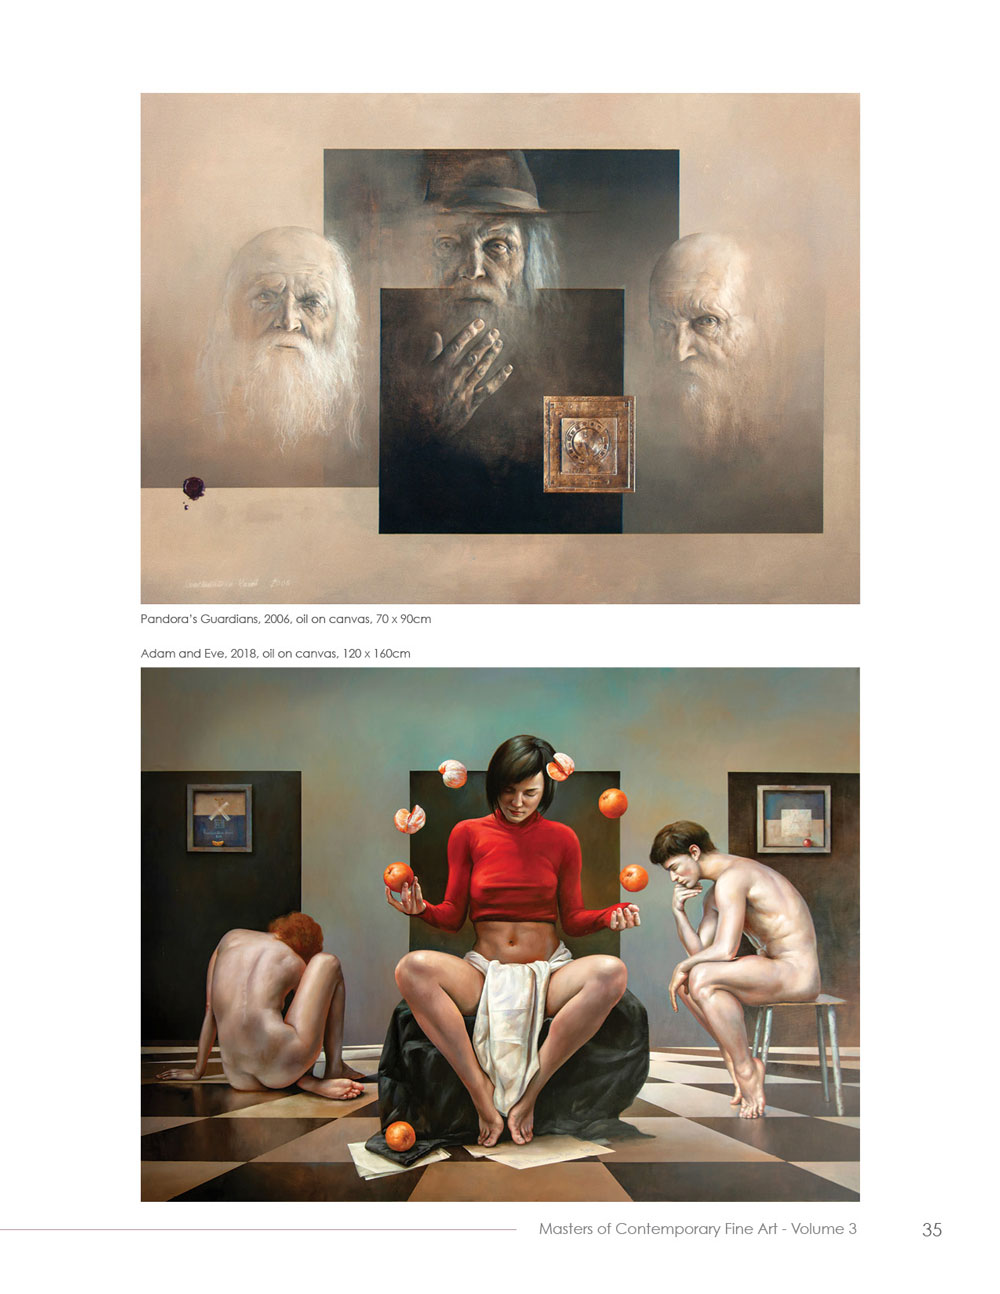 2006
Pandora's Guardians, 2006, oil on canvas, 70 x 90cm
Adam and Eve, 2018, oil on canvas, 120 x 160cm
Masters of Contemporary Fine Art - Volume 3
35